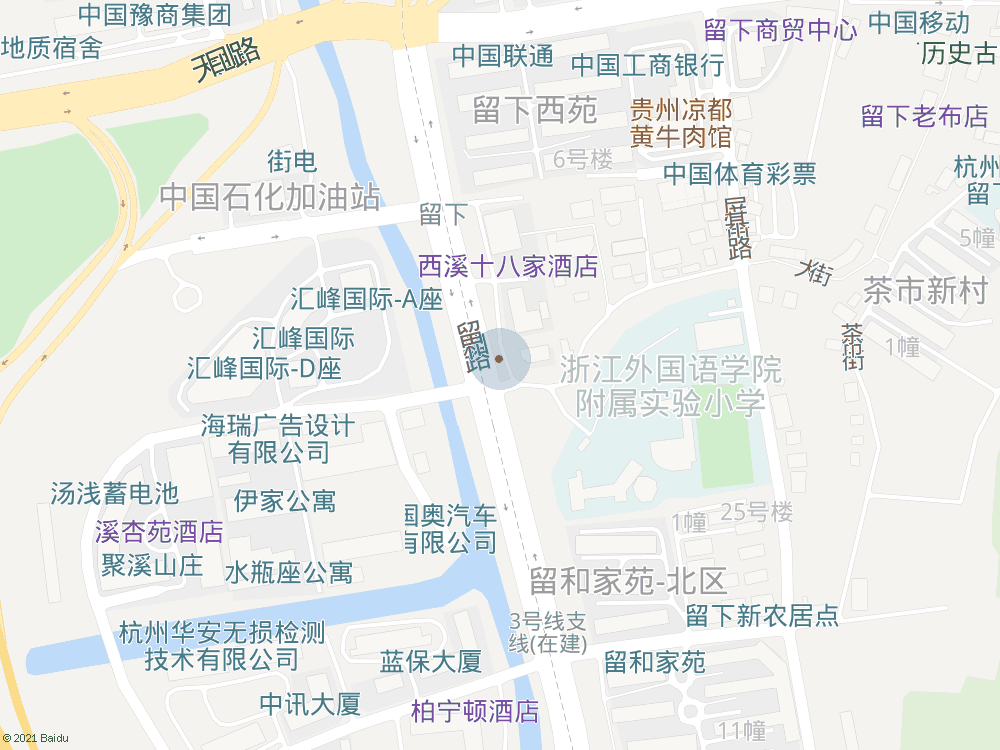 中国豫商集团
地质宿舍
天目山路
中国联通
中国工商银行
留下商贸中心
中国移动
历史古
留下西苑
贵州凉都
黄牛肉馆
留下老布店
6号楼
街电
中国石化加油站
中国体育彩票
杭州
留下
留下
屏基路
5幢
西溪十八家酒店
大街
茶市新村
汇峰国际-A座
汇峰国际
汇峰国际-D座
茶市街
1幢
浙江外国语学院
附属实验小学
海瑞广告设计
有限公司
汤浅蓄电池
伊家公寓
国奥汽车
有限公司
1幢
25号楼
溪杏苑酒店
聚溪山庄
水瓶座公寓
留和家苑-北区
3号线支
线(在建)
留下新农居点
杭州华安无损检测
技术有限公司
蓝保大厦
留和家苑
中讯大厦
柏宁顿酒店
11幢
© 2021 Baidu